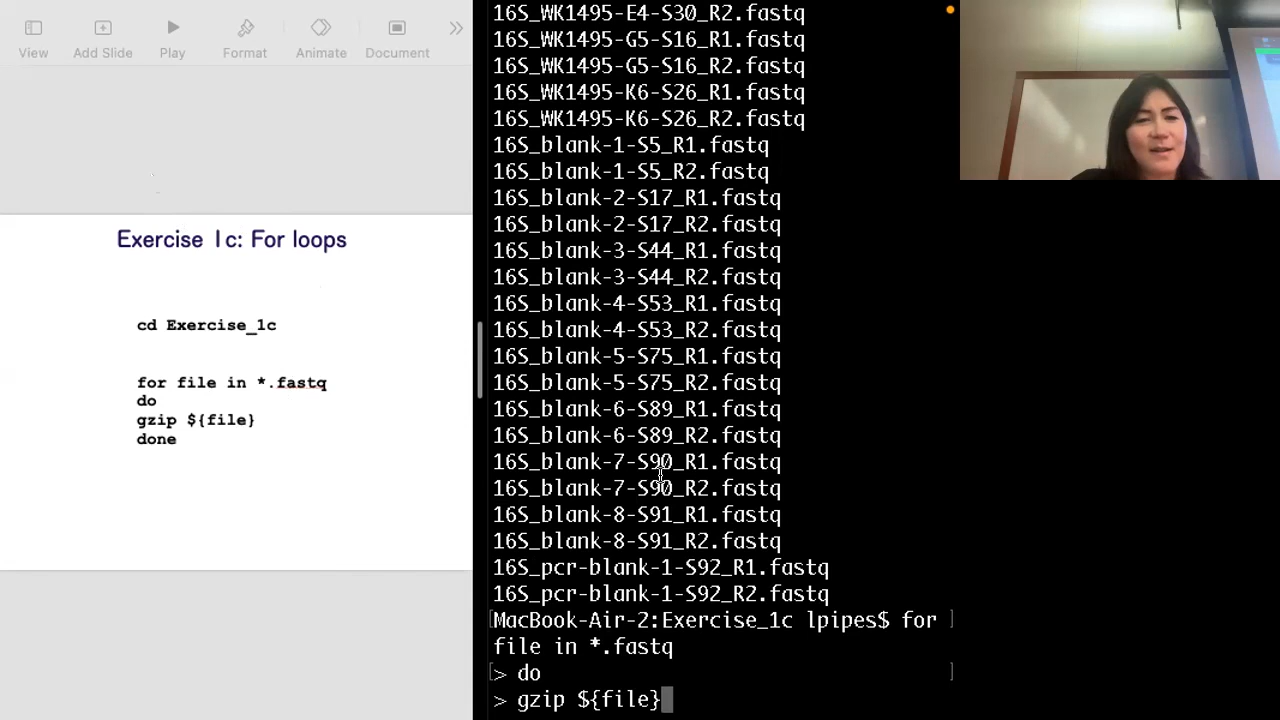 View
Add Slide
Play
Format
Animate
Document
Exercise 1c: For loops
cd Exercise_1c
for file in *.fastq
do
gzip ${file}
done
16S_WK1495-E4-S30_R2.fastq
16S_WK1495-G5-S16_R1.fastq
16S_WK1495-G5-S16_R2.fastq
16S_WK1495-K6-S26_R1.fastq
16S_WK1495-K6-S26_R2.fastq
16S_blank-1-S5_R1.fastq
16S_blank-1-S5_R2.fastq
16S_blank-2-S17_R1.fastq
16S_blank-2-S17_R2.fastq
16S_blank-3-S44_R1.fastq
16S_blank-3-S44_R2.fastq
16S_blank-4-S53_R1.fastq
16S_blank-4-S53_R2.fastq
16S_blank-5-S75_R1.fastq
16S_blank-5-S75_R2.fastq
16S_blank-6-S89_R1.fastq
16S_blank-6-S89_R2.fastq
16S_blank-7-S90_R1.fastq
16S_blank-7-S90_R2.fastq
16S_blank-8-S91_R1.fastq
16S_blank-8-S91_R2.fastq
16S_pcr-blank-1-S92_R1.fastq
16S_pcr-blank-1-S92_R2.fastq
[MacBook-Air-2:Exercise_1c lpipes$ for ]
file in *.fastq
[> do ]
> gzip ${file}